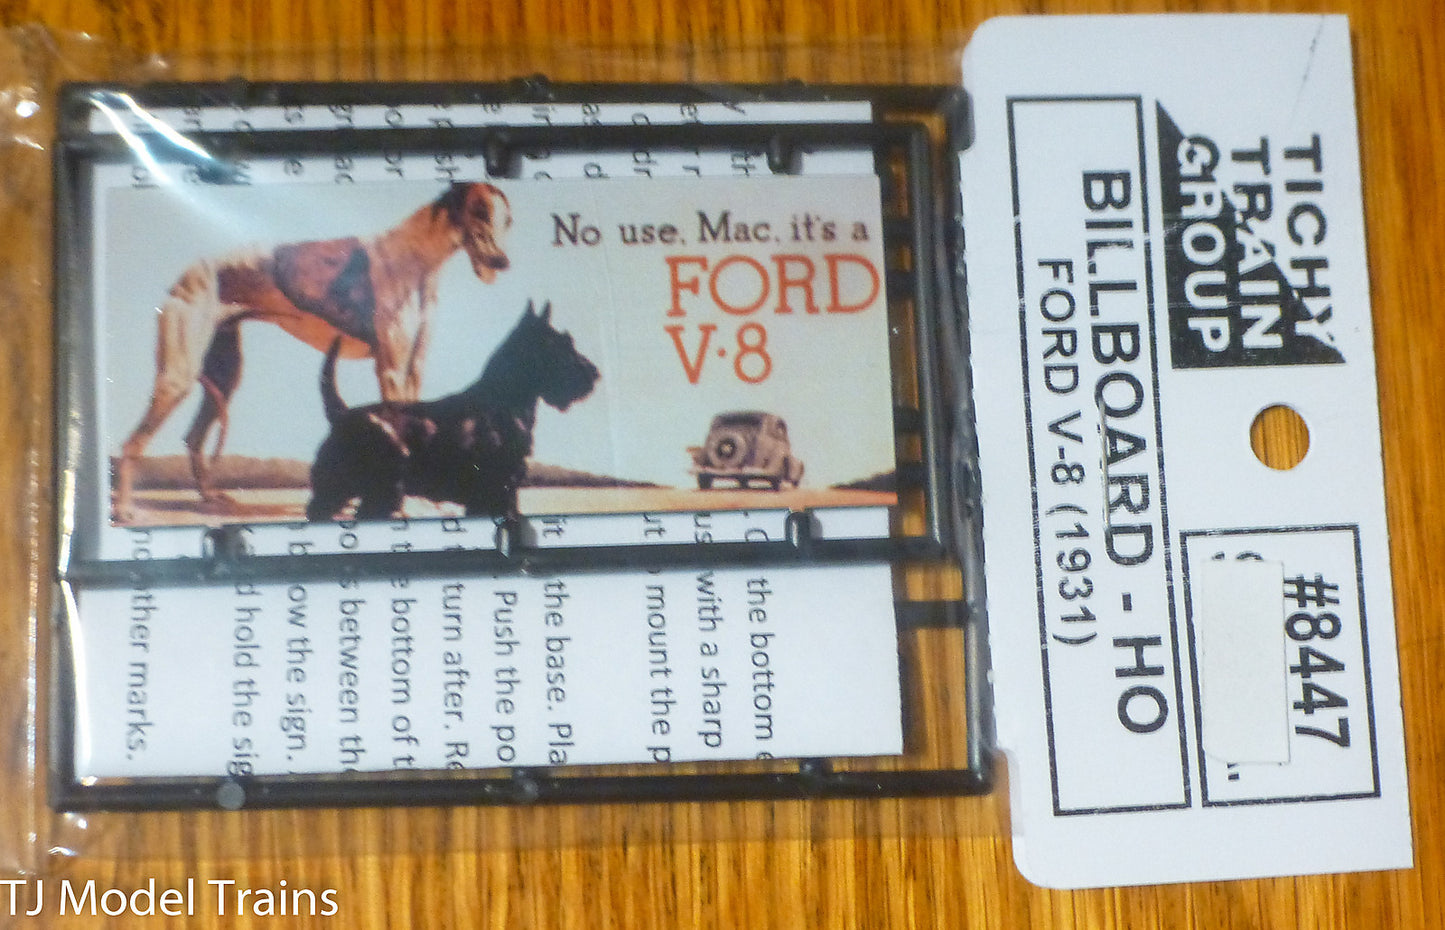 No use, Mac, it's a
FORD
V·8
TICHY
TRAIN
GROUP
BILLBOARD - HO
FORD V-8 (1931)
#8447
the bottom
with a sharp
mount the p
the base. Pla
Push the po
turn after. Re
bottom of t
s between th
ow the sign.
hold the sig
ther marks.
TJ Model Trains